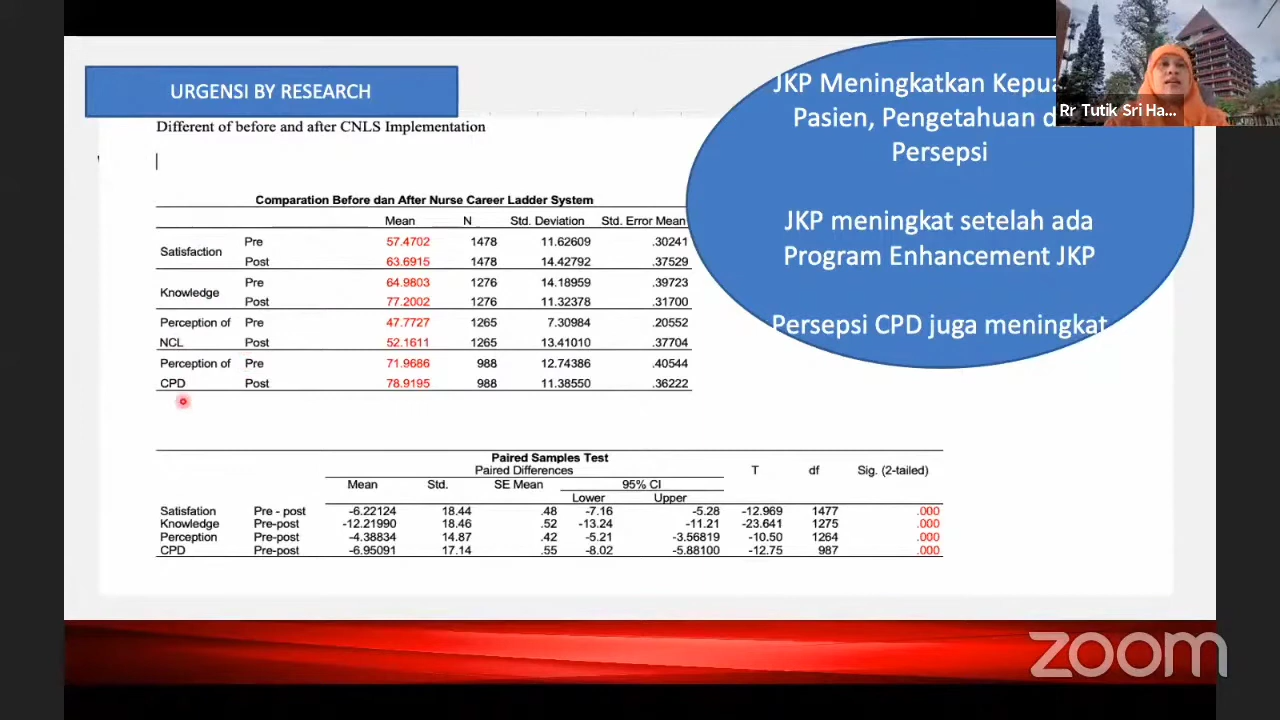 URGENSI BY RESEARCH
Different of before and after CNLS Implementation
Comparation Before dan After Nurse Career Ladder System
Mean N Std. Deviation Std. Error Mean
Satisfaction Pre 57.4702 1478 11.62609 .30241
Post 63.6915 1478 14.42792 .37529
Knowledge Pre 64.9803 1276 14.18959 .39723
Post 77.2002 1276 11.32378 .31700
Perception of Pre 47.7727 1265 7.30984 .20552
NCL Post 52.1611 1265 13.41010 .37704
Perception of Pre 71.9686 988 12.74386 .40544
CPD Post 78.9195 988 11.38550 .36222
JKP Meningkatkan
Pasien, Pengetahuan
Persepsi
JKP meningkat setelah ada
Program Enhancement JKP
Persepsi CPD juga meningkat
Rr Tutik Sri Ha...
Paired Samples Test
Paired Differences T df Sig. (2-tailed)
Mean Std. SE Mean 95% CI
Lower Upper
Satisfation Pre - post -6.22124 18.44 .48 -7.16 -5.28 -12.969 1477 .000
Knowledge Pre-post -12.21990 18.46 .52 -13.24 -11.21 -23.641 1275 .000
Perception Pre-post -4.38834 14.87 .42 -5.21 -3.56819 -10.50 1264 .000
CPD Pre-post -6.95091 17.14 .55 -8.02 -5.88100 -12.75 987 .000
zoom